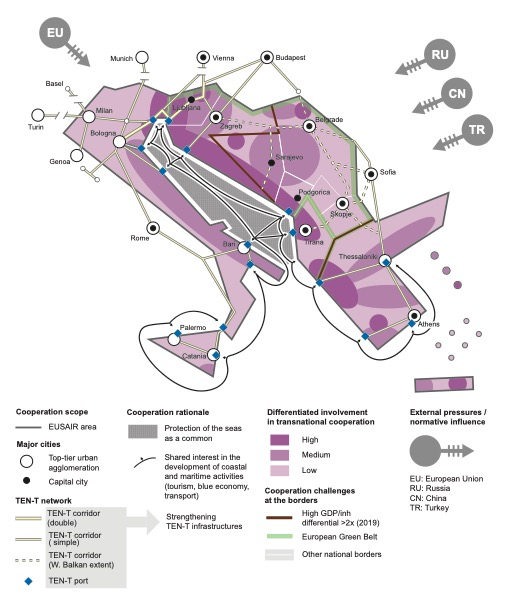 EU
RU
CN
TR
Munich
Vienna
Budapest
Basel
Ljubljana
Milan
Turin
Zagreb
Belgrade
Bologna
Genoa
Sarajevo
Sofia
Podgorica
Skopje
Rome
Tirana
Bari
Thessaloniki
Palermo
Athens
Catania
Cooperation scope
EUSAIR area
Major cities
Top-tier urban
agglomeration
Capital city
TEN-T network
TEN-T corridor
(double)
TEN-T corridor
( simple)
TEN-T corridor
(W. Balkan extent)
TEN-T port
Cooperation rationale
Protection of the seas
as a common
Shared interest in the
development of coastal
and maritime activities
(tourism, blue economy,
transport)
Strengthening
TEN-T infrastructures
Differentiated involvement
in transnational cooperation
High
Medium
Low
Cooperation challenges
at the borders
High GDP/inh
differential >2x (2019)
European Green Belt
Other national borders
External pressures /
normative influence
EU: European Union
RU: Russia
CN: China
TR: Turkey